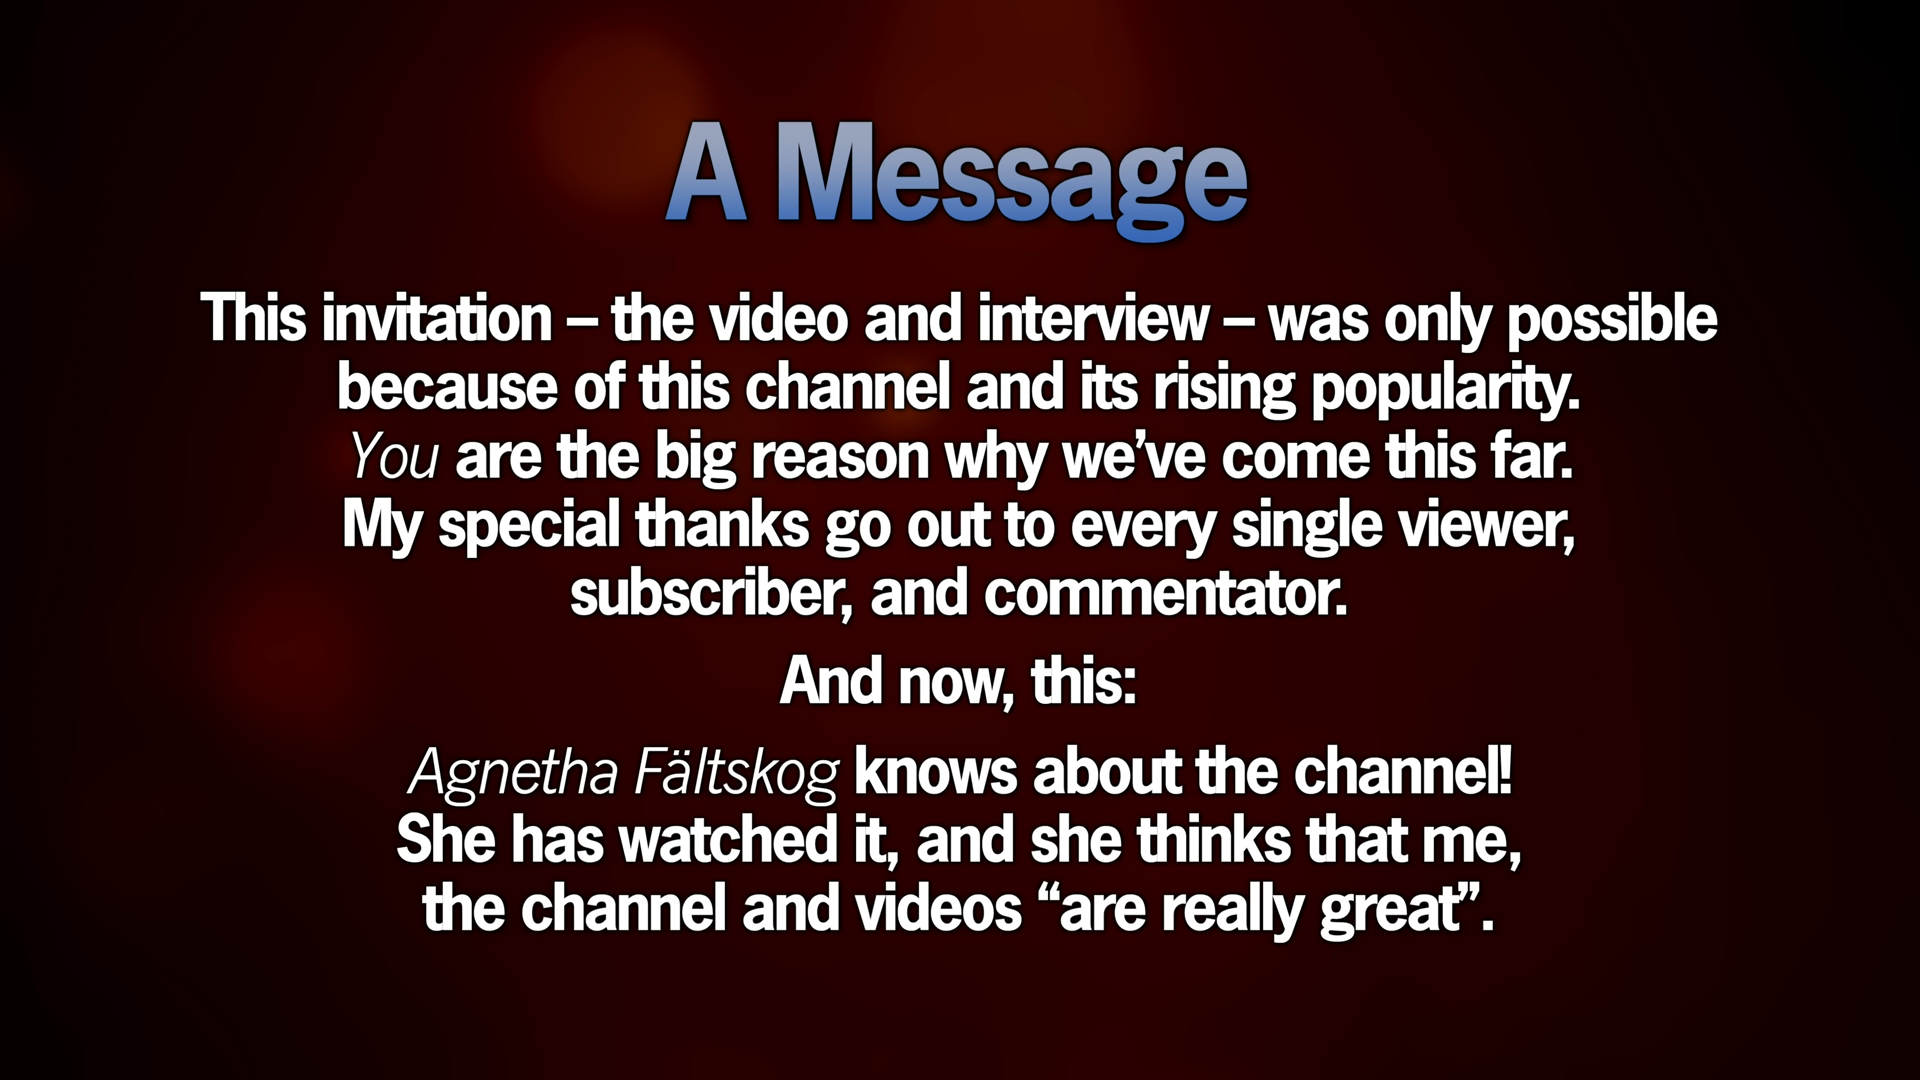 A Message
This invitation – the video and interview – was only possible
because of this channel and its rising popularity.
You are the big reason why we’ve come this far.
My special thanks go out to every single viewer,
subscriber, and commentator.
And now, this:
Agnetha Fältskog knows about the channel!
She has watched it, and she thinks that me,
the channel and videos “are really great”.